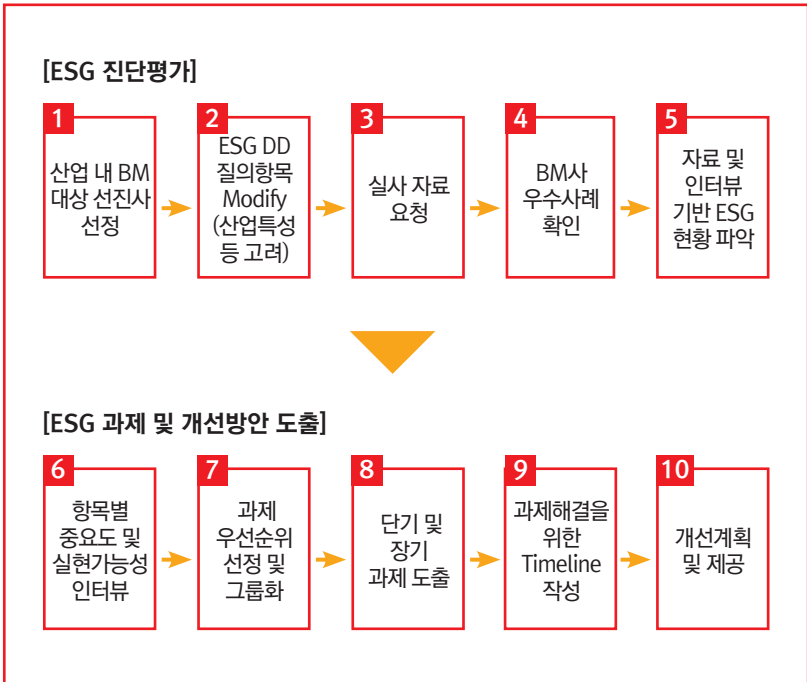 [ESG 진단평가]
1
산업 내 BM
대상 선진사
선정
2
ESG DD
질의항목
Modify
(산업특성
등 고려)
3
실사 자료
요청
4
BM사
우수사례
확인
5
자료 및
인터뷰
기반 ESG
현황 파악
[ESG 과제 및 개선방안 도출]
6
항목별
중요도 및
실현가능성
인터뷰
7
과제
우선순위
선정 및
그룹화
8
단기 및
장기
과제 도출
9
과제해결을
위한
Timeline
작성
10
개선계획
및 제공